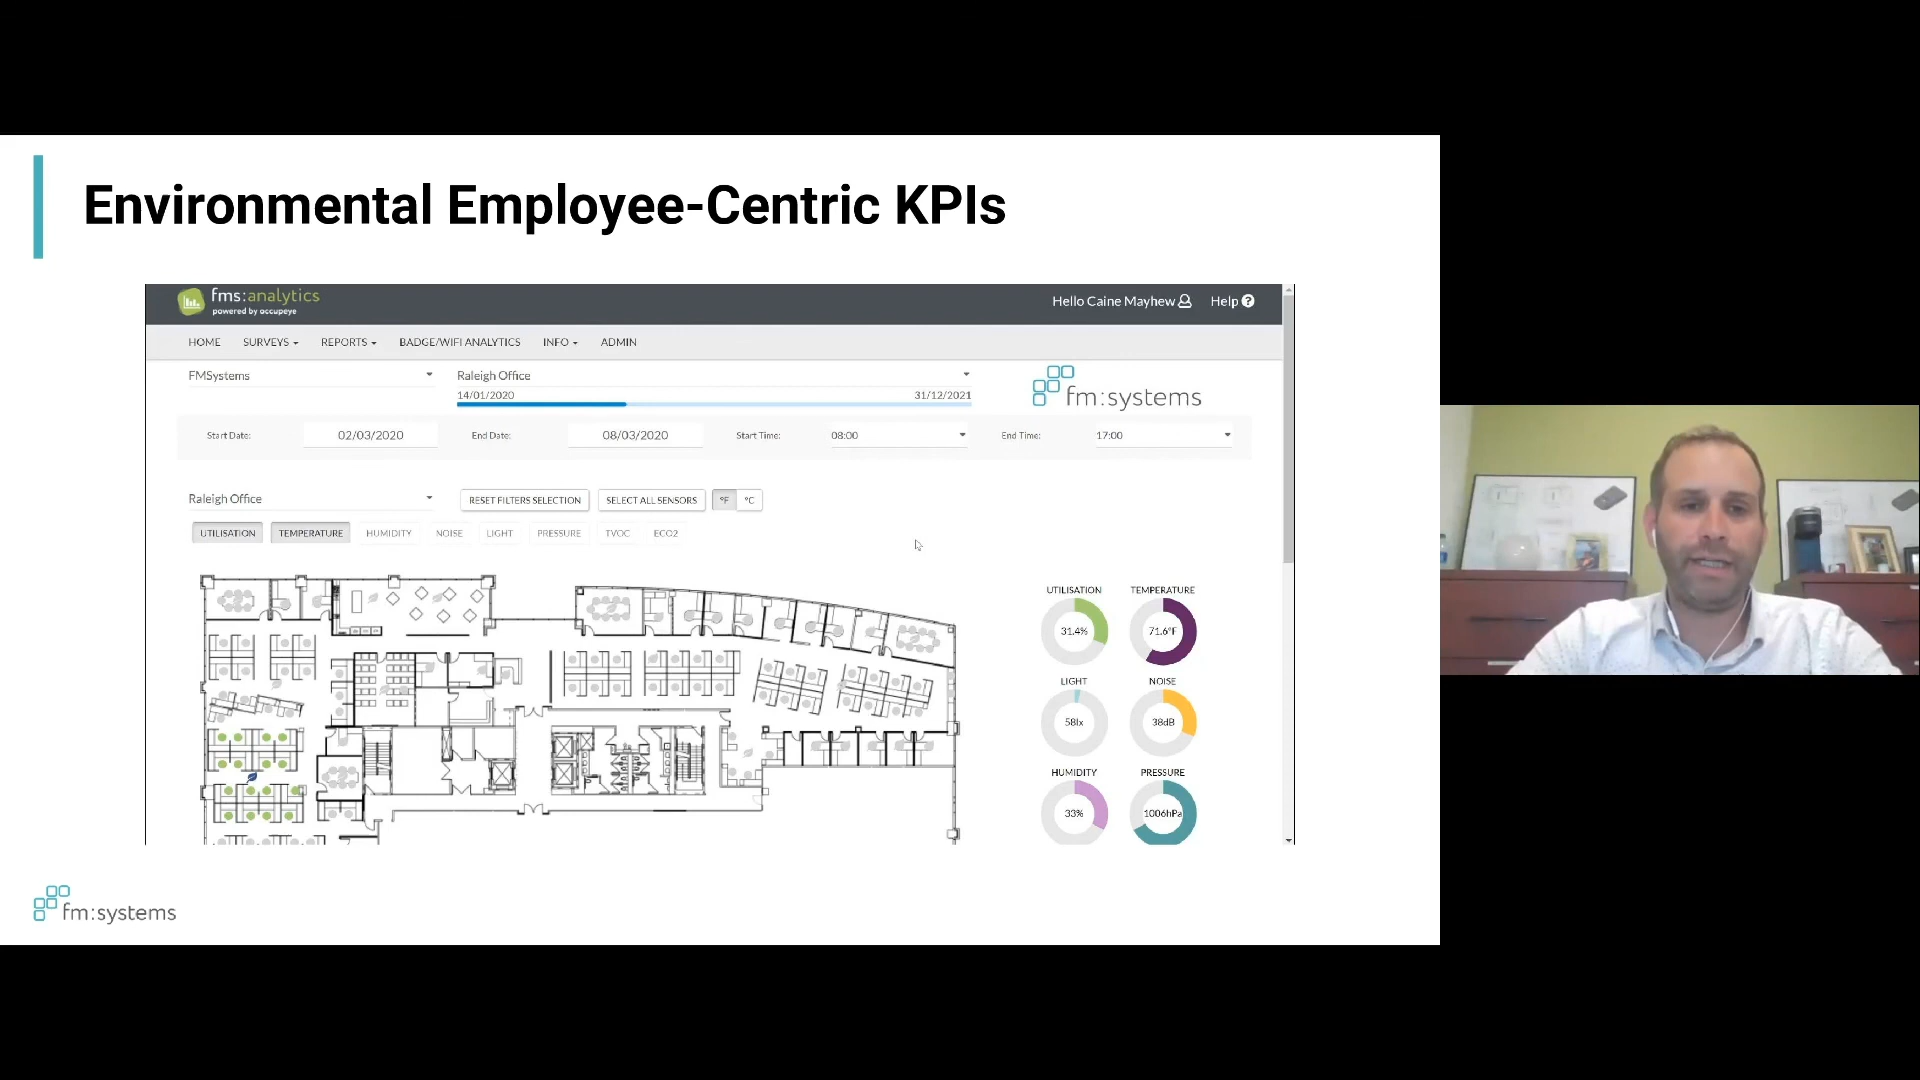 Environmental Employee-Centric KPIs
fms:analytics
powered by occupeye
Hello Caine Mayhew
Help ?
HOME SURVEYS REPORTS BADGE/WIFI ANALYTICS INFO ADMIN
FMSystems
Raleigh Office
14/01/2020 31/12/2021
fm:systems
Start Date: 02/03/2020 End Date: 08/03/2020 Start Time: 08:00 End Time: 17:00
Raleigh Office
RESET FILTERS SELECTION SELECT ALL SENSORS °F °C
UTILISATION TEMPERATURE HUMIDITY NOISE LIGHT PRESSURE TVOC ECO2
UTILISATION TEMPERATURE
31.4% 71.6°F
LIGHT NOISE
58lx 38dB
HUMIDITY PRESSURE
33% 1006hPa
fm:systems